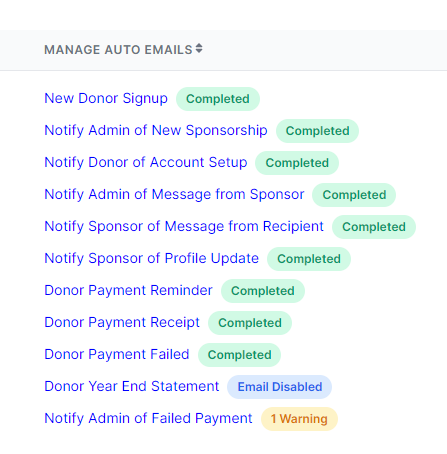 MANAGE AUTO EMAILS
New Donor Signup Completed
Notify Admin of New Sponsorship Completed
Notify Donor of Account Setup Completed
Notify Admin of Message from Sponsor Completed
Notify Sponsor of Message from Recipient Completed
Notify Sponsor of Profile Update Completed
Donor Payment Reminder Completed
Donor Payment Receipt Completed
Donor Payment Failed Completed
Donor Year End Statement Email Disabled
Notify Admin of Failed Payment 1 Warning